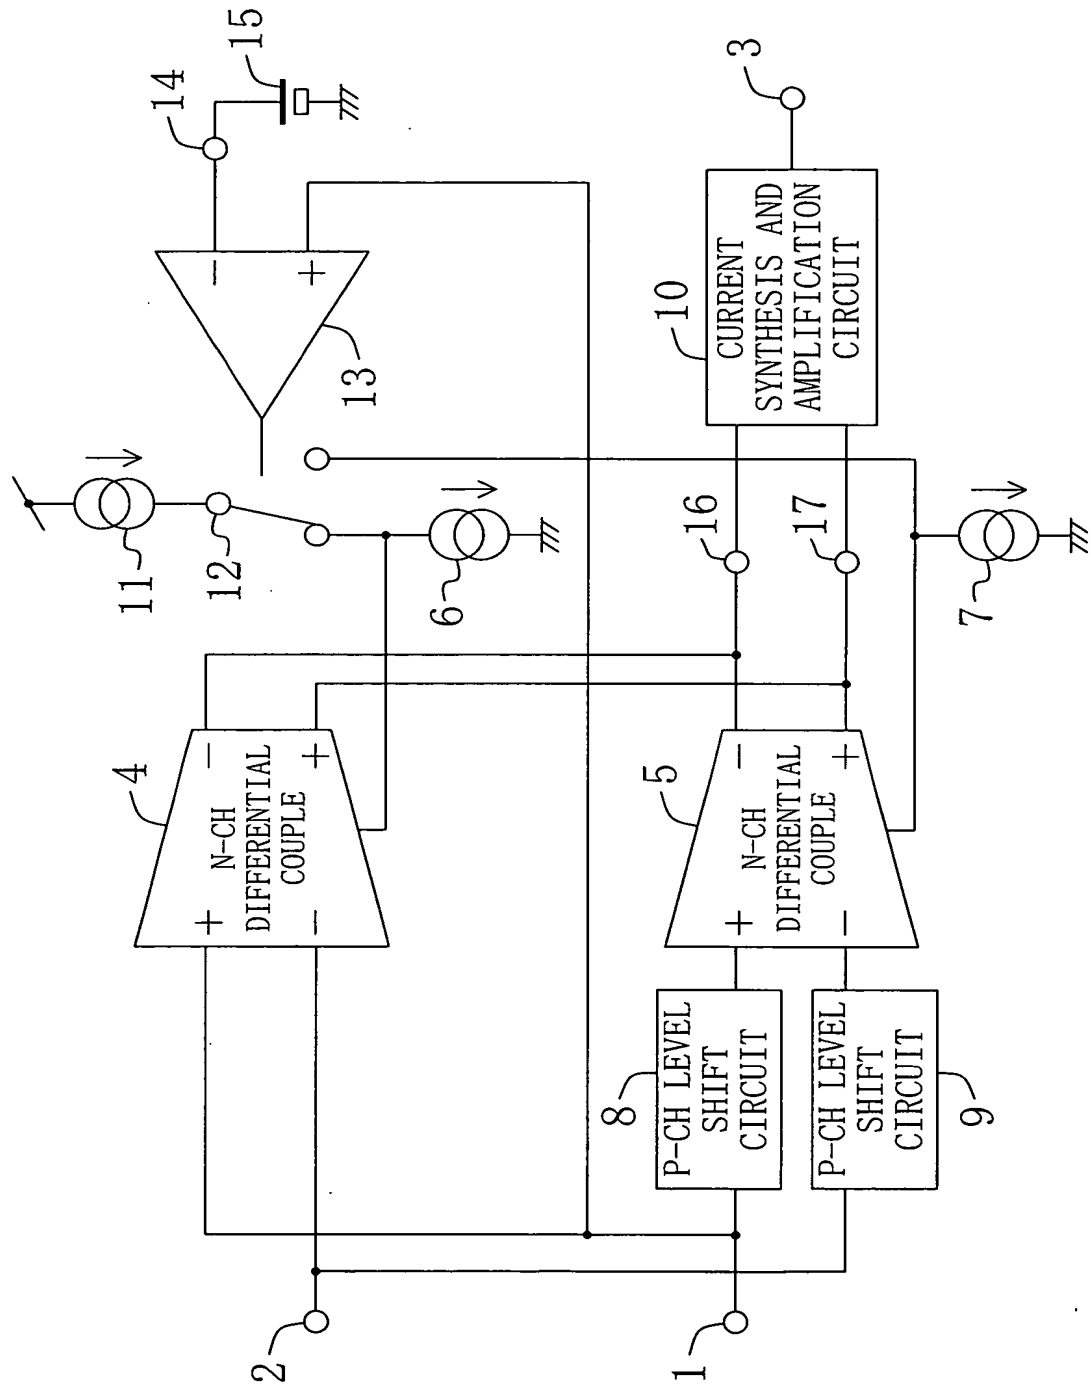 2
1
4
+
−
−
+
N-CH
DIFFERENTIAL
COUPLE
11
12
6
13
−
+
14
15
8
P-CH LEVEL
SHIFT
CIRCUIT
9
P-CH LEVEL
SHIFT
CIRCUIT
5
+
−
−
+
N-CH
DIFFERENTIAL
COUPLE
16
17
7
10
CURRENT
SYNTHESIS AND
AMPLIFICATION
CIRCUIT
3